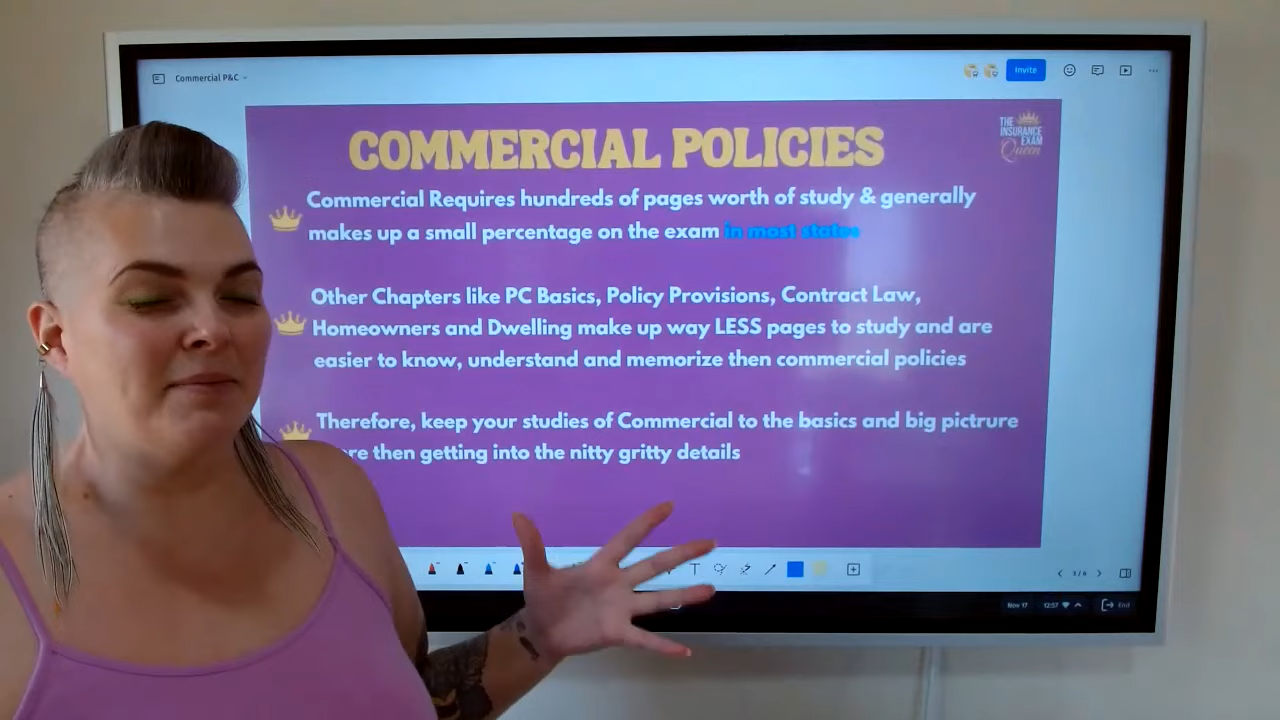 Commercial P&C
Invite
THE
INSURANCE
EXAM
Queen
COMMERCIAL POLICIES
Commercial Requires hundreds of pages worth of study & generally
makes up a small percentage on the exam in most states
Other Chapters like PC Basics, Policy Provisions, Contract Law,
Homeowners and Dwelling make up way LESS pages to study and are
easier to know, understand and memorize then commercial policies
Therefore, keep your studies of Commercial to the basics and big pictrure
then getting into the nitty gritty details
Nov 17
12:57
End